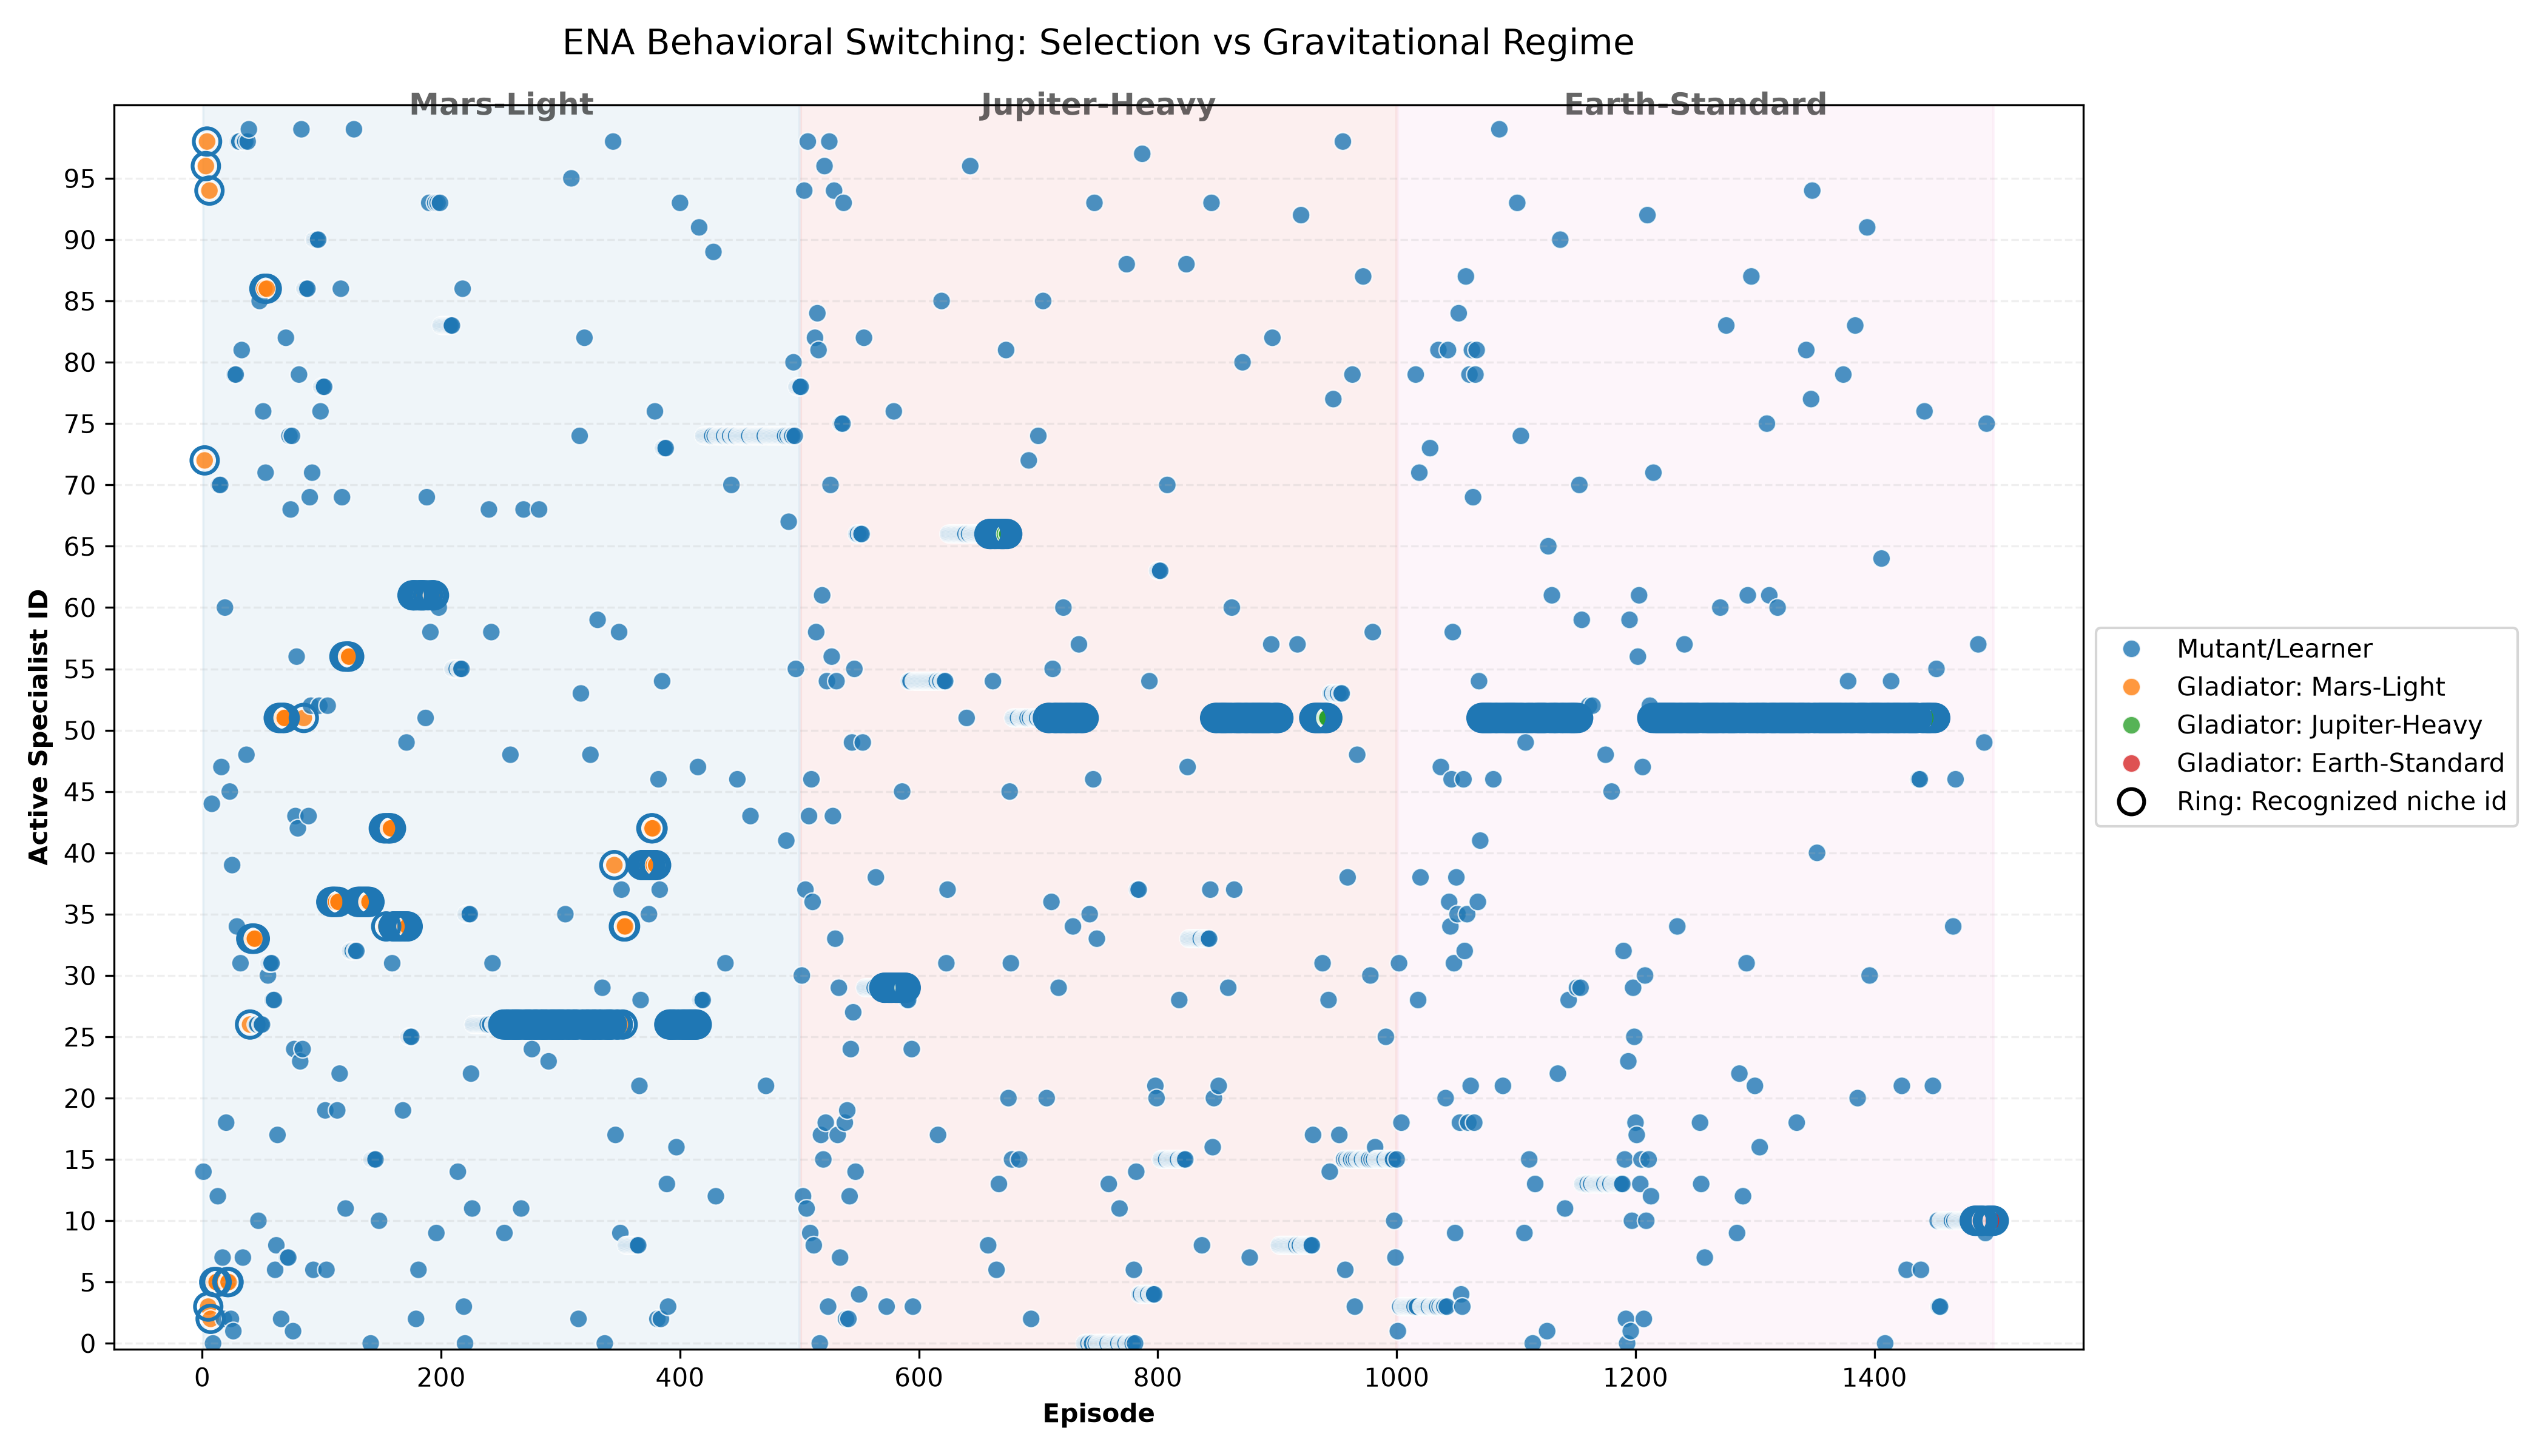 ENA Behavioral Switching: Selection vs Gravitational Regime
Mars-Light
Jupiter-Heavy
Earth-Standard
Active Specialist ID
95
90
85
80
75
70
65
60
55
50
45
40
35
30
25
20
15
10
5
0
0 200 400 600 800 1000 1200 1400
Episode
Mutant/Learner
Gladiator: Mars-Light
Gladiator: Jupiter-Heavy
Gladiator: Earth-Standard
Ring: Recognized niche id